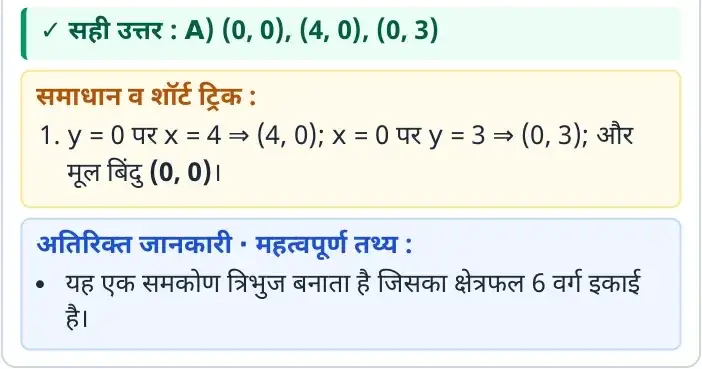 ✓ सही उत्तर : A) (0, 0), (4, 0), (0, 3)
समाधान व शॉर्ट ट्रिक :
1. y = 0 पर x = 4 ⇒ (4, 0); x = 0 पर y = 3 ⇒ (0, 3); और
मूल बिंदु (0, 0)।
अतिरिक्त जानकारी · महत्वपूर्ण तथ्य :
• यह एक समकोण त्रिभुज बनाता है जिसका क्षेत्रफल 6 वर्ग इकाई
है।